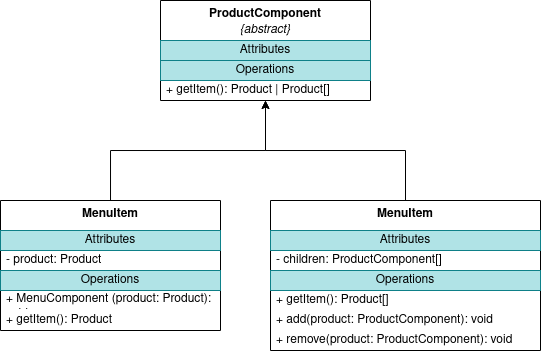 ProductComponent
{abstract}
Attributes
Operations
+ getItem(): Product | Product[]
MenuItem
Attributes
- product: Product
Operations
+ MenuComponent (product: Product):
+ getItem(): Product
MenuItem
Attributes
- children: ProductComponent[]
Operations
+ getItem(): Product[]
+ add(product: ProductComponent): void
+ remove(product: ProductComponent): void